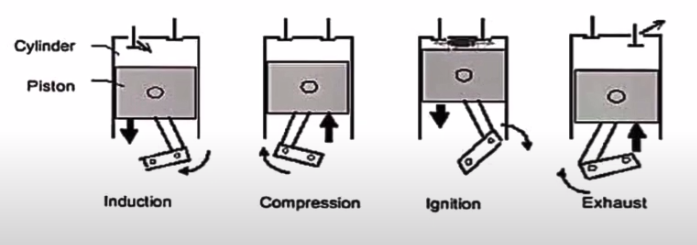 Cylinder
Piston
Induction
Compression
Ignition
Exhaust